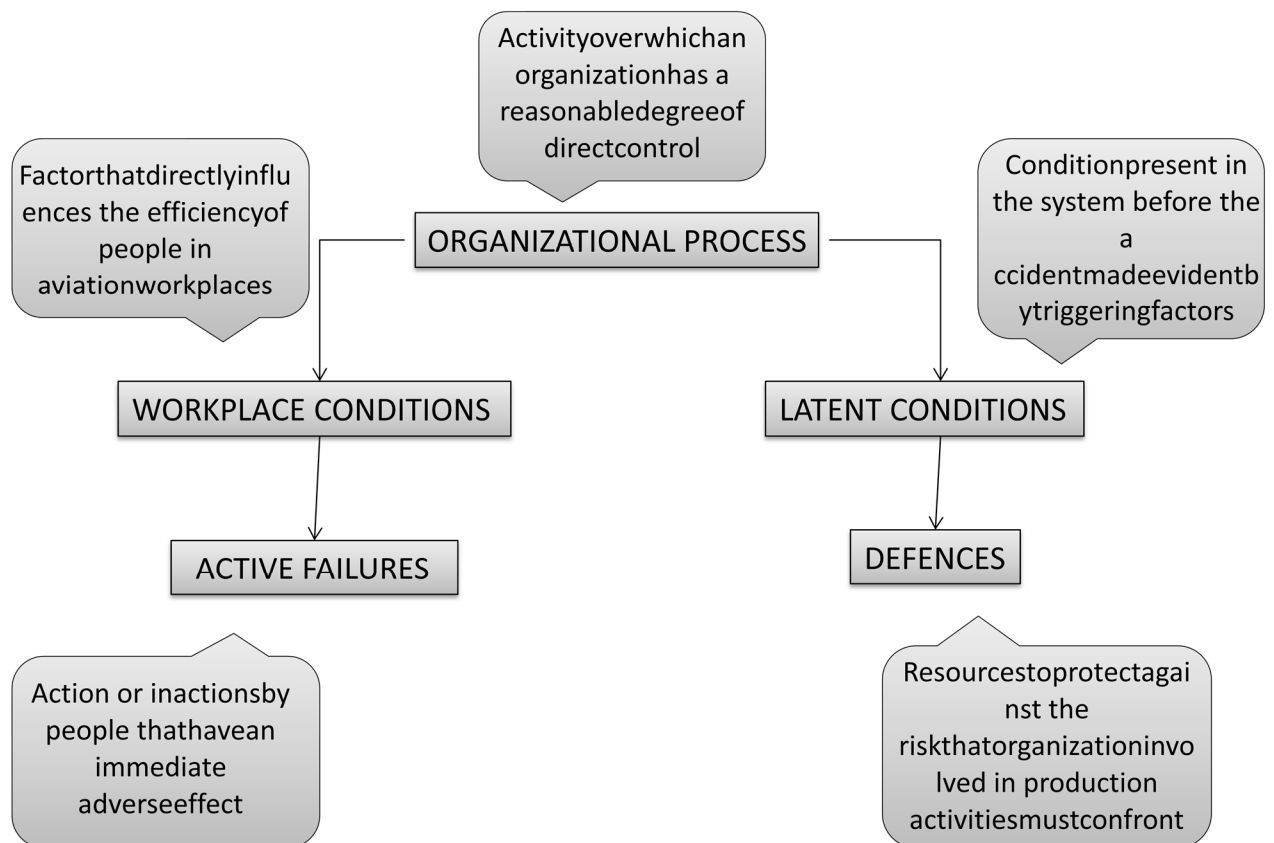 Activityoverwhichan
organizationhas a
reasonabledegreeof
directcontrol
Factorthatdirectlyinflu
ences the efficiencyof
people in
aviationworkplaces
Conditionpresent in
the system before the
a
ccidentmadeevidentb
ytriggeringfactors
ORGANIZATIONAL PROCESS
WORKPLACE CONDITIONS
LATENT CONDITIONS
ACTIVE FAILURES
DEFENCES
Action or inactionsby
people thathavean
immediate
adverseeffect
Resourcestoprotectagai
nst the
riskthatorganizationinvo
lved in production
activitiesmustconfront